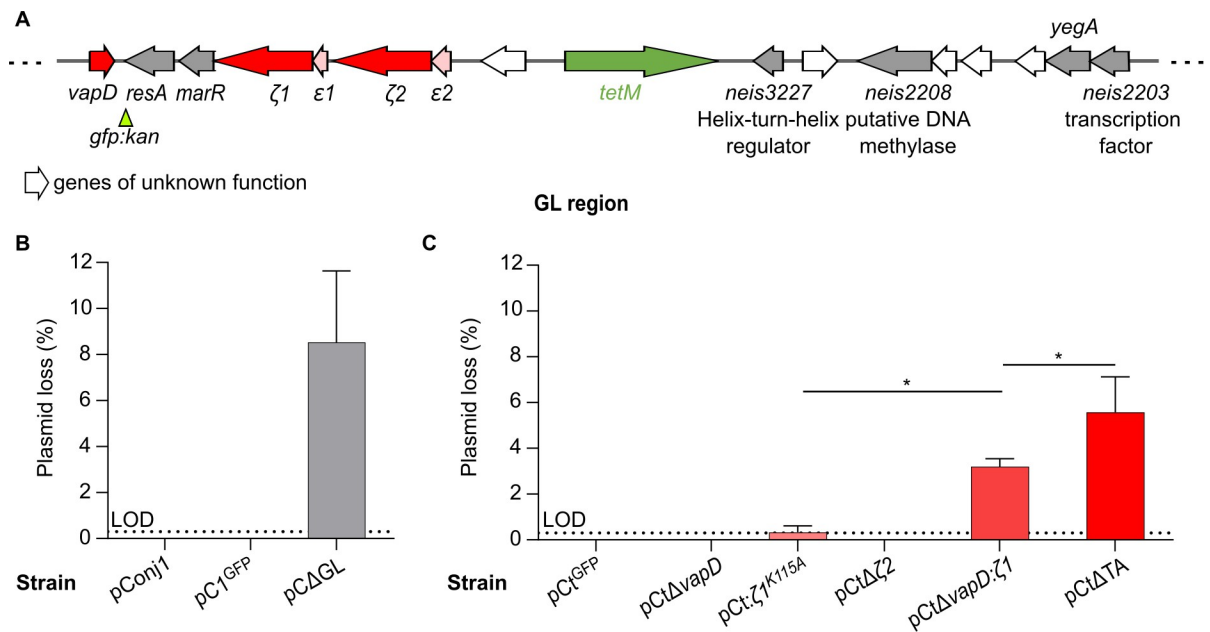 A
yegA
vapD resA marR ζ1 ε1 ζ2 ε2 tetM neis3227 neis2208 neis2203
gfp:kan Helix-turn-helix putative DNA transcription
regulator methylase factor
genes of unknown function
GL region
B
Plasmid loss (%)
12
10
8
6
4
2
0
LOD
Strain pConj1 pC1GFP pCΔGL
C
Plasmid loss (%)
12
10
8
6
4
2
0
LOD
*
*
Strain pCtGFP pCtΔvapD pCt:ζ1K115A pCtΔζ2 pCtΔvapD:ζ1 pCtΔTA